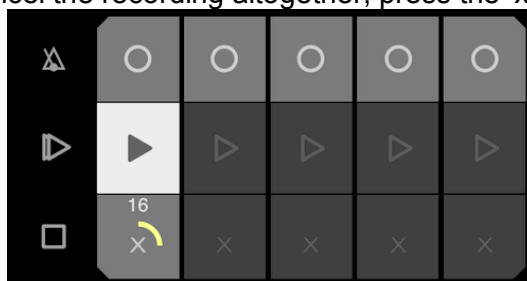 cel the recording altogether, press the 'x
16
x x x x x